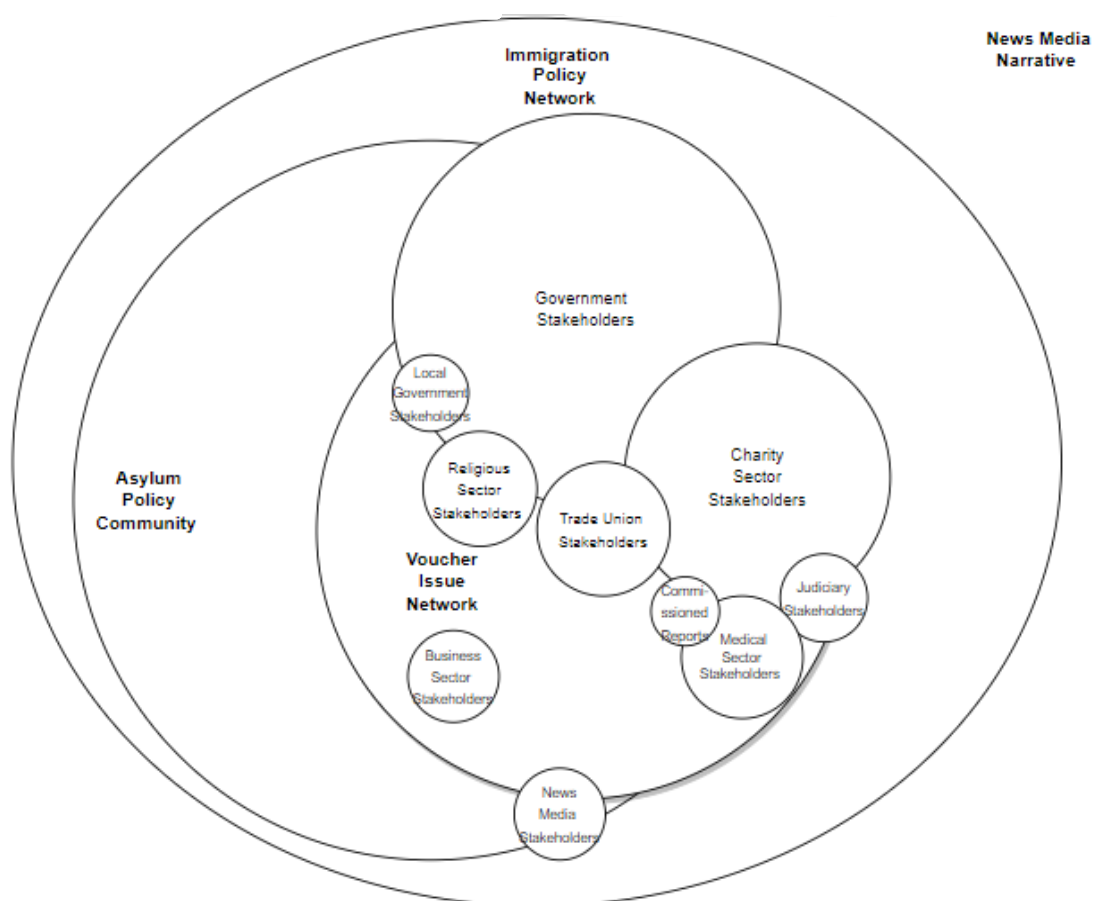 News Media
Narrative
Immigration
Policy
Network
Government
Stakeholders
Local
Government
Stakeholders
Religious
Sector
Stakeholders
Charity
Sector
Stakeholders
Asylum
Policy
Community
Trade Union
Stakeholders
Voucher
Issue
Network
Commi-
ssioned
Reports
Judiciary
Stakeholders
Medical
Sector
Stakeholders
Business
Sector
Stakeholders
News
Media
Stakeholders